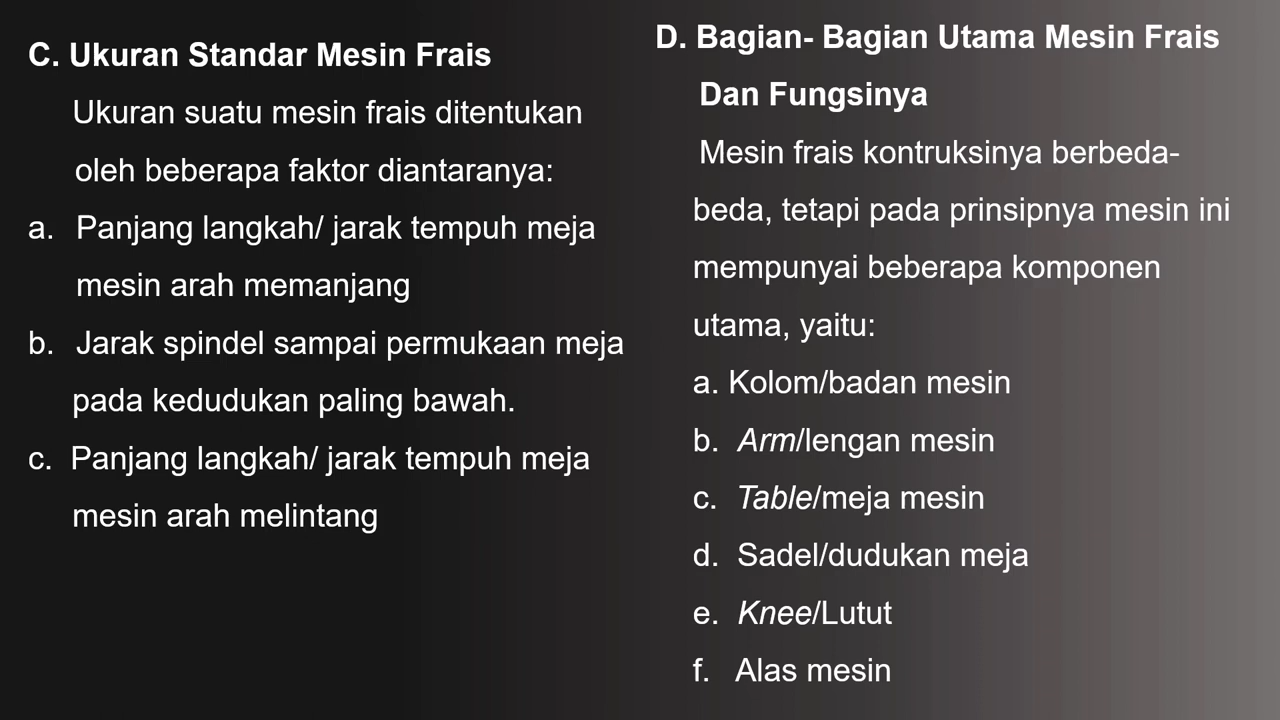 C. Ukuran Standar Mesin Frais
Ukuran suatu mesin frais ditentukan
oleh beberapa faktor diantaranya:
a. Panjang langkah/ jarak tempuh meja
mesin arah memanjang
b. Jarak spindel sampai permukaan meja
pada kedudukan paling bawah.
c. Panjang langkah/ jarak tempuh meja
mesin arah melintang
D. Bagian- Bagian Utama Mesin Frais
Dan Fungsinya
Mesin frais kontruksinya berbeda-
beda, tetapi pada prinsipnya mesin ini
mempunyai beberapa komponen
utama, yaitu:
a. Kolom/badan mesin
b. Arm/lengan mesin
c. Table/meja mesin
d. Sadel/dudukan meja
e. Knee/Lutut
f. Alas mesin